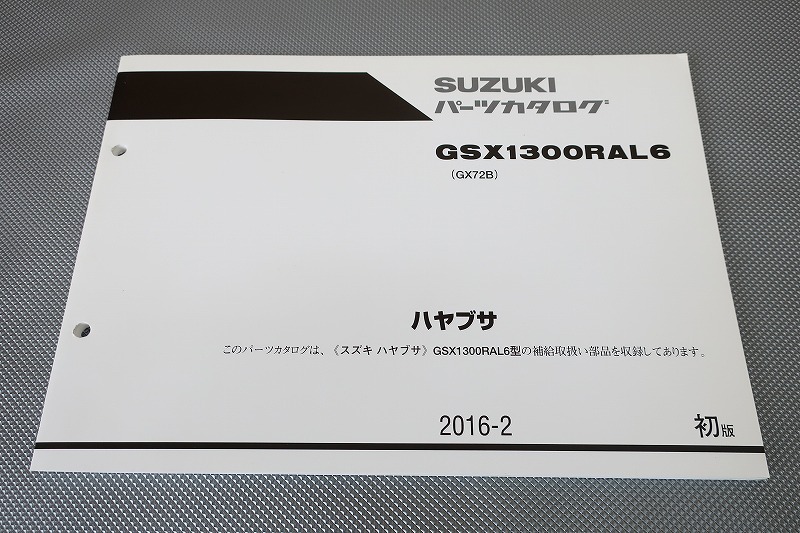 SUZUKI
パーツカタログ
GSX1300RAL6
(GX72B)
ハヤブサ
このパーツカタログは、《スズキ ハヤブサ》GSX1300RAL6型の補給取扱い部品を収録してあります。
2016-2 初版